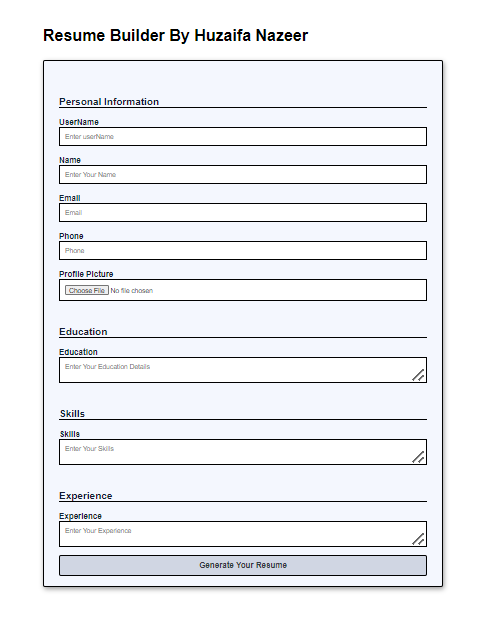 Resume Builder By Huzaifa Nazeer
Personal Information
UserName
Enter userName
Name
Enter Your Name
Email
Email
Phone
Phone
Profile Picture
Choose File No file chosen
Education
Education
Enter Your Education Details
Skills
Skills
Enter Your Skills
Experience
Experience
Enter Your Experience
Generate Your Resume